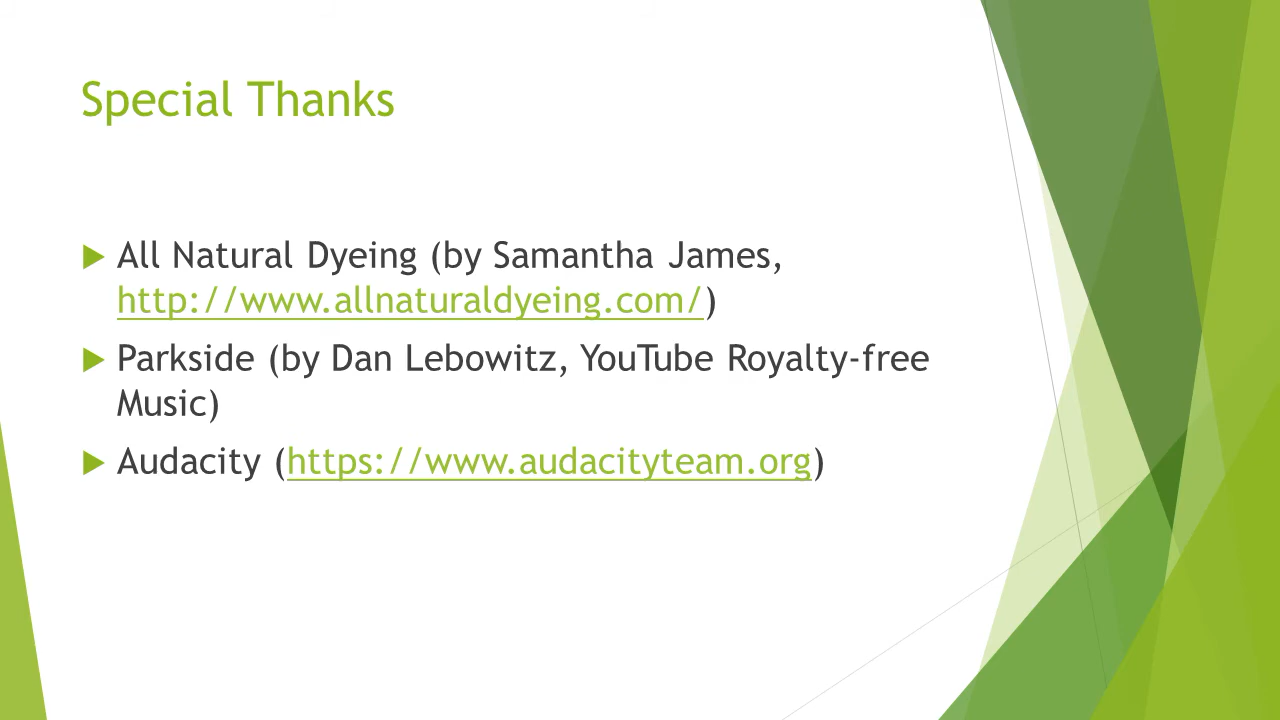 Special Thanks
All Natural Dyeing (by Samantha James,
http://www.allnaturaldyeing.com/)
Parkside (by Dan Lebowitz, YouTube Royalty-free
Music)
Audacity (https://www.audacityteam.org)